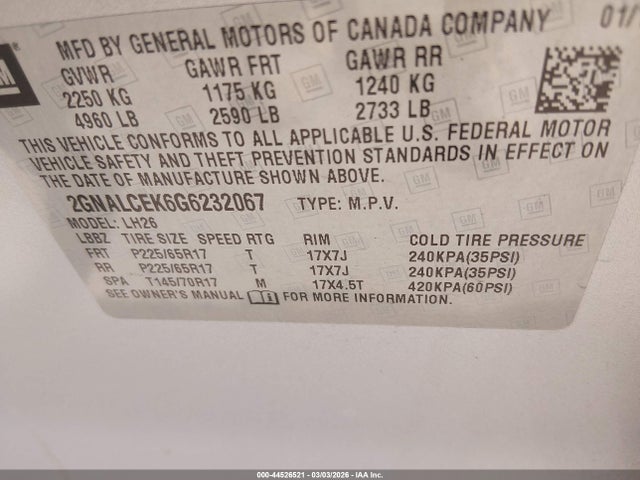 MFD BY GENERAL MOTORS OF CANADA COMPANY 01/
GVWR GAWR FRT GAWR RR
2250 KG 1175 KG 1240 KG
4960 LB 2590 LB 2733 LB
THIS VEHICLE CONFORMS TO ALL APPLICABLE U.S. FEDERAL MOTOR
VEHICLE SAFETY AND THEFT PREVENTION STANDARDS IN EFFECT ON
THE DATE OF MANUFACTURE SHOWN ABOVE.
2GNALCEK6G6232067 TYPE: M.P.V.
MODEL: LH26
LBBZ TIRE SIZE SPEED RTG RIM COLD TIRE PRESSURE
FRT P225/65R17 T 17X7J 240KPA(35PSI)
RR P225/65R17 T 17X7J 240KPA(35PSI)
SPA T145/70R17 M 17X4.5T 420KPA(60PSI)
SEE OWNER'S MANUAL FOR MORE INFORMATION.
GM
000-44526521 | 03/03/2026 - IAA Inc.